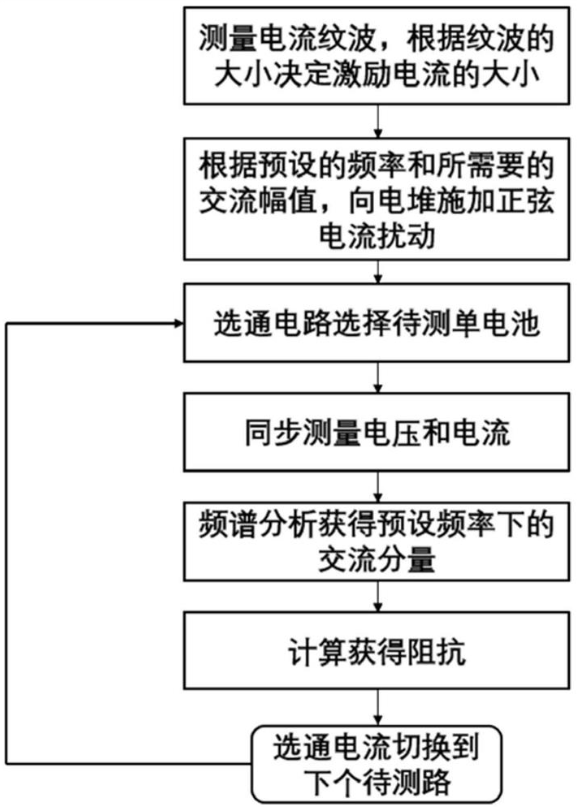 测量电流纹波，根据纹波的
大小决定激励电流的大小
根据预设的频率和所需要的
交流幅值，向电堆施加正弦
电流扰动
选通电路选择待测单电池
同步测量电压和电流
频谱分析获得预设频率下的
交流分量
计算获得阻抗
选通电流切换到
下个待测路